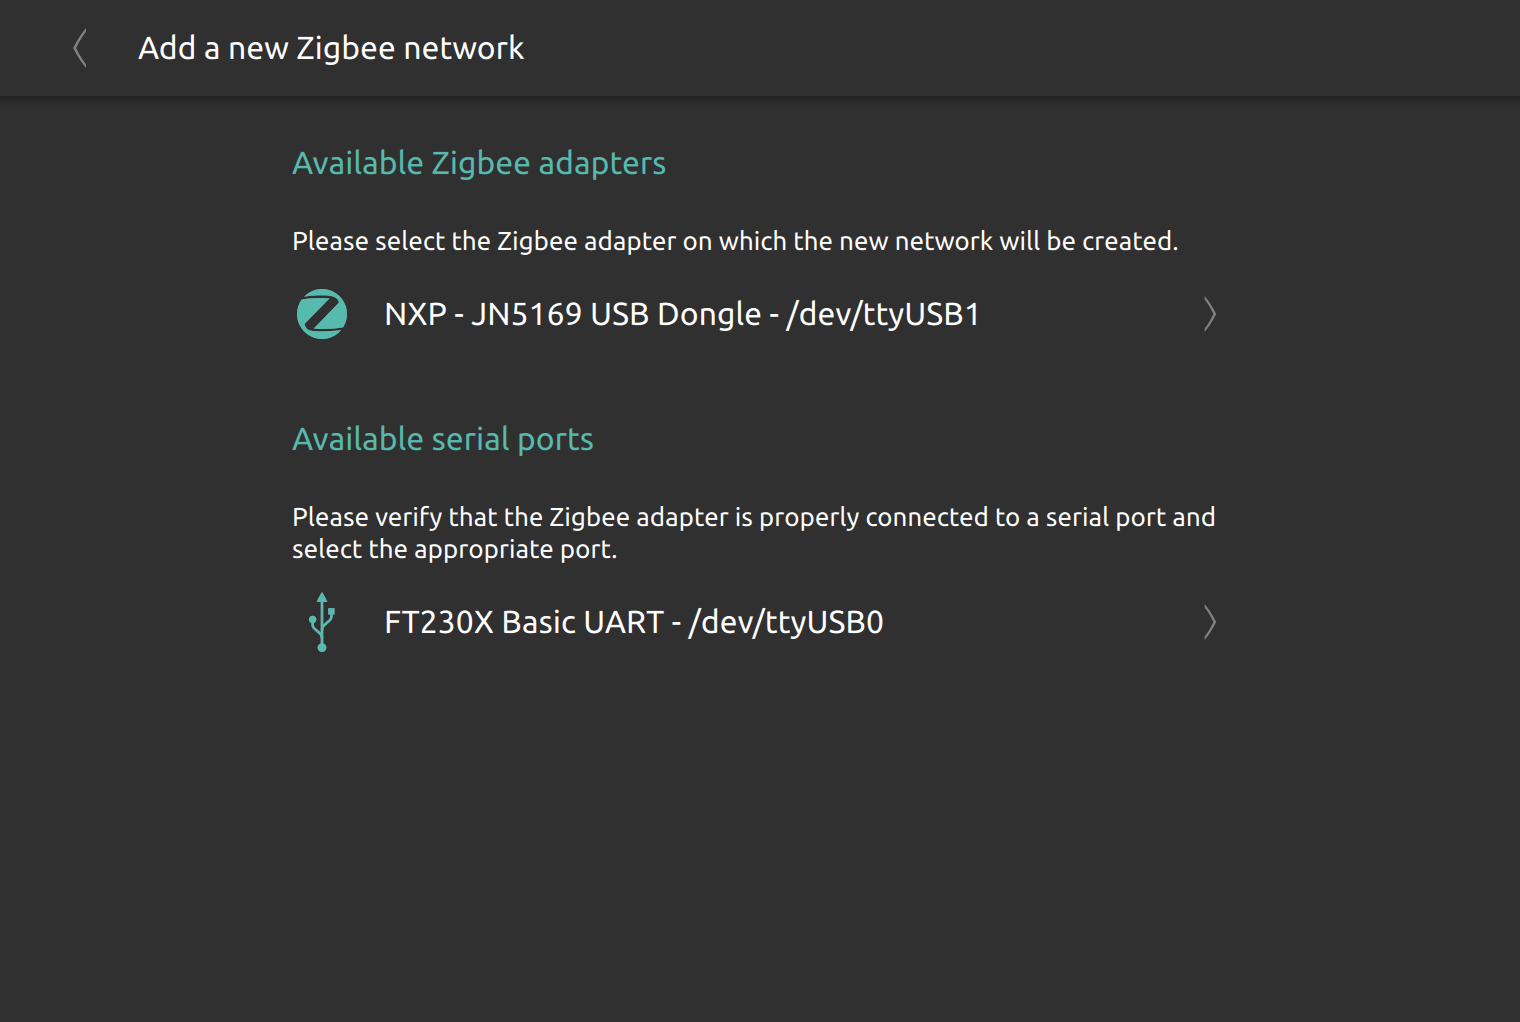 Add a new Zigbee network
Available Zigbee adapters
Please select the Zigbee adapter on which the new network will be created.
NXP - JN5169 USB Dongle - /dev/ttyUSB1
Available serial ports
Please verify that the Zigbee adapter is properly connected to a serial port and
select the appropriate port.
FT230X Basic UART - /dev/ttyUSB0